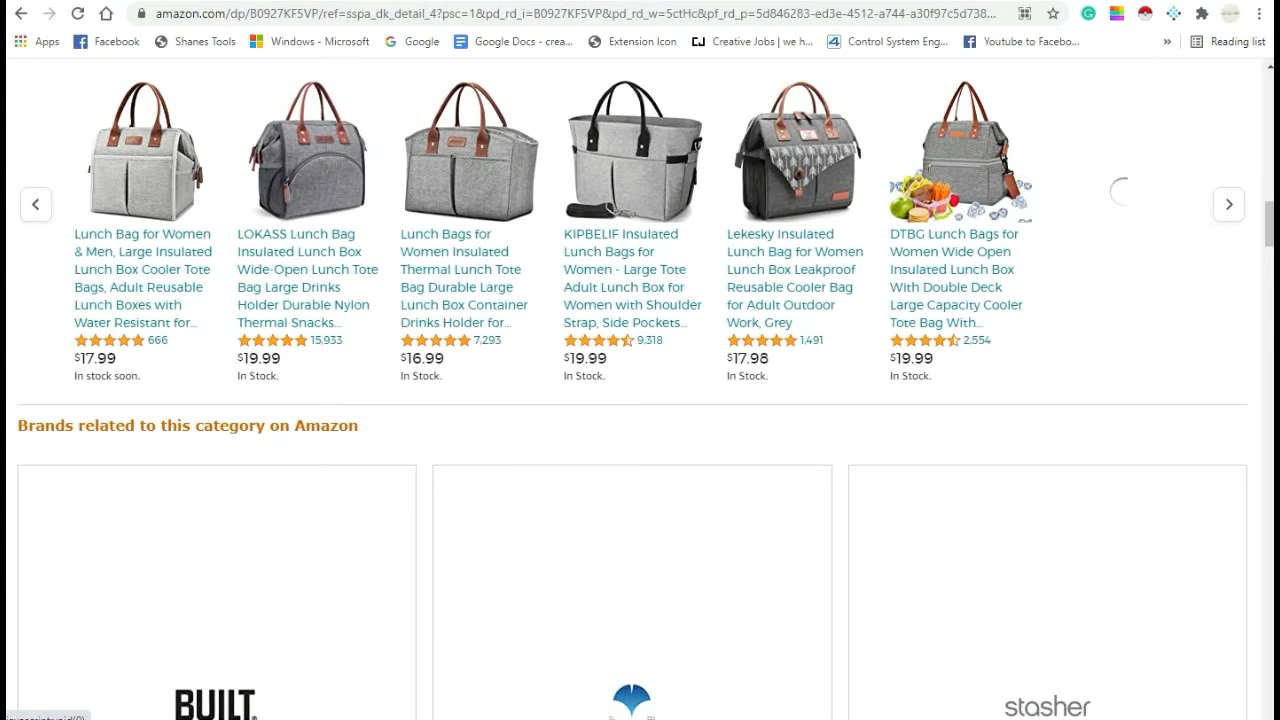 amazon.com/dp/B0927KF5VP/ref=sspa_dk_detail_4?psc=1&pd_rd_i=B0927KF5VP&pd_rd_w=5ctHc&pf_rd_p=5d846283-ed3e-4512-a744-a30f97c5d738...
Apps Facebook Shanes Tools Windows - Microsoft Google Google Docs - crea... Extension Icon Creative Jobs | we h... Control System Eng... Youtube to Facebo... » Reading list
Lunch Bag for Women
& Men, Large Insulated
Lunch Box Cooler Tote
Bags, Adult Reusable
Lunch Boxes with
Water Resistant for...
666
$17.99
In stock soon.
LOKASS Lunch Bag
Insulated Lunch Box
Wide-Open Lunch Tote
Bag Large Drinks
Holder Durable Nylon
Thermal Snacks...
15,933
$19.99
In Stock.
Lunch Bags for
Women Insulated
Thermal Lunch Tote
Bag Durable Large
Lunch Box Container
Drinks Holder for...
7,293
$16.99
In Stock.
KIPBELIF Insulated
Lunch Bags for
Women - Large Tote
Adult Lunch Box for
Women with Shoulder
Strap, Side Pockets...
9,318
$19.99
In Stock.
Lekesky Insulated
Lunch Bag for Women
Lunch Box Leakproof
Reusable Cooler Bag
for Adult Outdoor
Work, Grey
1,491
$17.98
In Stock.
DTBG Lunch Bags for
Women Wide Open
Insulated Lunch Box
With Double Deck
Large Capacity Cooler
Tote Bag With...
2,554
$19.99
In Stock.
Brands related to this category on Amazon
BUILT
stasher